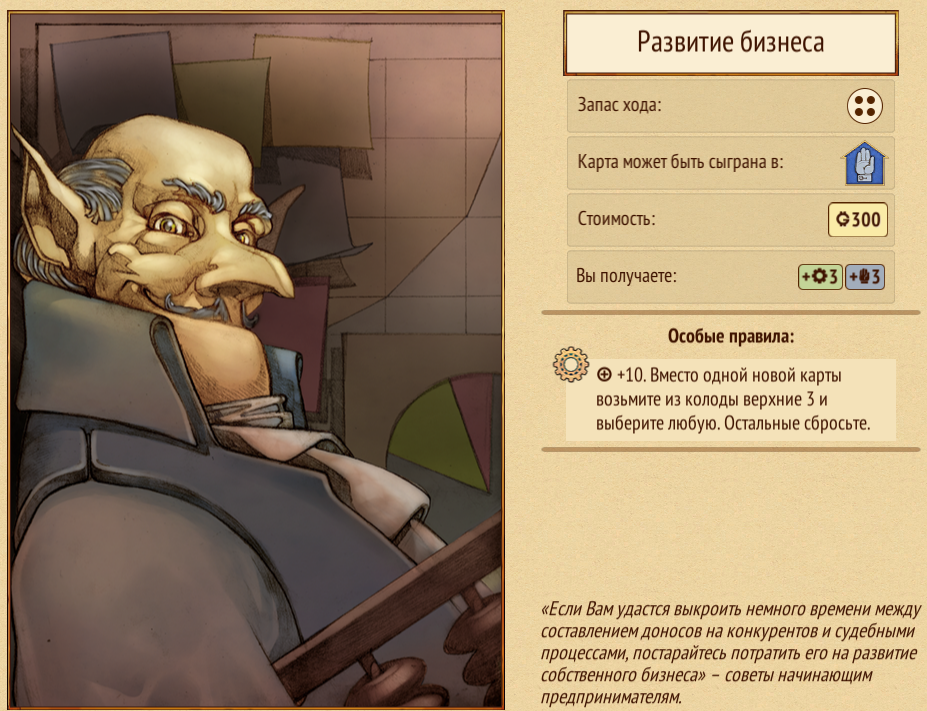 Развитие бизнеса
Запас хода:
Карта может быть сыграна в:
Стоимость:
300
Вы получаете:
+3 +3
Особые правила:
+10. Вместо одной новой карты
возьмите из колоды верхние 3 и
выберите любую. Остальные сбросьте.
«Если Вам удастся выкроить немного времени между
составлением доносов на конкурентов и судебными
процессами, постарайтесь потратить его на развитие
собственного бизнеса» – советы начинающим
предпринимателям.